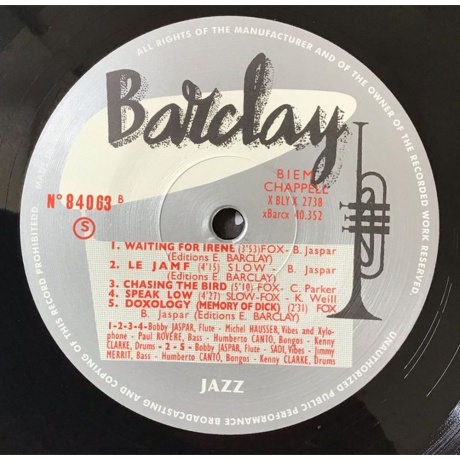 ALL RIGHTS OF THE MANUFACTURER AND OF THE OWNER OF THE RECORDED WORK RESERVED.
UNAUTHORIZED PUBLIC PERFORMANCE BROADCASTING AND COPYING OF THIS RECORD PROHIBITED.
Barclay
BIEM
CHAPPELL
X BLY X 2738
xBarcx 40.352
N° 84063 B
S
1. WAITING FOR IRENE (3'53) FOX - B. Jaspar
(Editions E. BARCLAY)
2. LE JAMF (4'15) SLOW - B. Jaspar
(Editions E. BARCLAY)
3. CHASING THE BIRD (5'10) FOX - C. Parker
4. SPEAK LOW (4'27) SLOW-FOX - K. Weill
5. DOXOLOGY (MEMORY OF DICK) (2'31) FOX
B. Jaspar (Editions E. BARCLAY)
1-2-3-4-Bobby JASPAR, Flute - Michel HAUSSER, Vibes and Xylo-
phone - Paul ROVERE, Bass - Humberto CANTO, Bongos - Kenny
CLARKE, Drums - 2-5 - Bobby JASPAR, Flute - SADI, Vibes - Jimmy
MERRIT, Bass - Humberto CANTO, Bongos - Kenny CLARKE, Drums
JAZZ